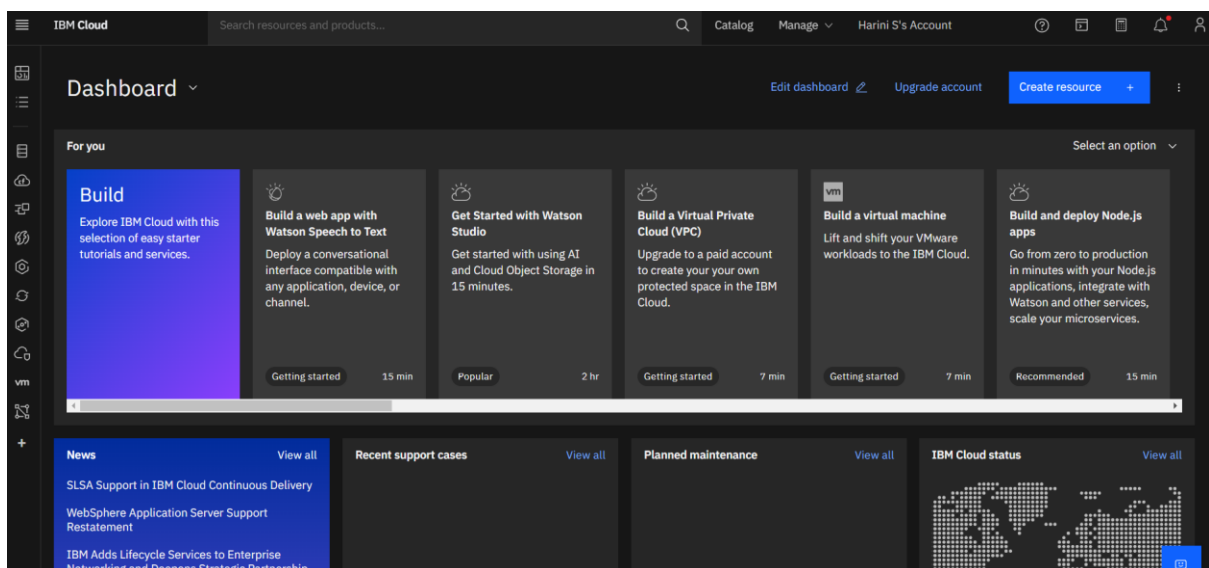 IBM Cloud
Search resources and products...
Catalog
Manage
Harini S's Account
Dashboard
Edit dashboard
Upgrade account
Create resource +
For you
Select an option
Build
Explore IBM Cloud with this
selection of easy starter
tutorials and services.
Build a web app with
Watson Speech to Text
Deploy a conversational
interface compatible with
any application, device, or
channel.
Getting started
15 min
Get Started with Watson
Studio
Get started with using AI
and Cloud Object Storage in
15 minutes.
Popular
2 hr
Build a Virtual Private
Cloud (VPC)
Upgrade to a paid account
to create your your own
protected space in the IBM
Cloud.
Getting started
7 min
vm
Build a virtual machine
Lift and shift your VMware
workloads to the IBM Cloud.
Getting started
7 min
Build and deploy Node.js
apps
Go from zero to production
in minutes with your Node.js
applications, integrate with
Watson and other services,
scale your microservices.
Recommended
15 min
vm
News
View all
SLSA Support in IBM Cloud Continuous Delivery
WebSphere Application Server Support
Restatement
IBM Adds Lifecycle Services to Enterprise
Networking and Deepens Strategic Partnership
Recent support cases
View all
Planned maintenance
View all
IBM Cloud status
View all